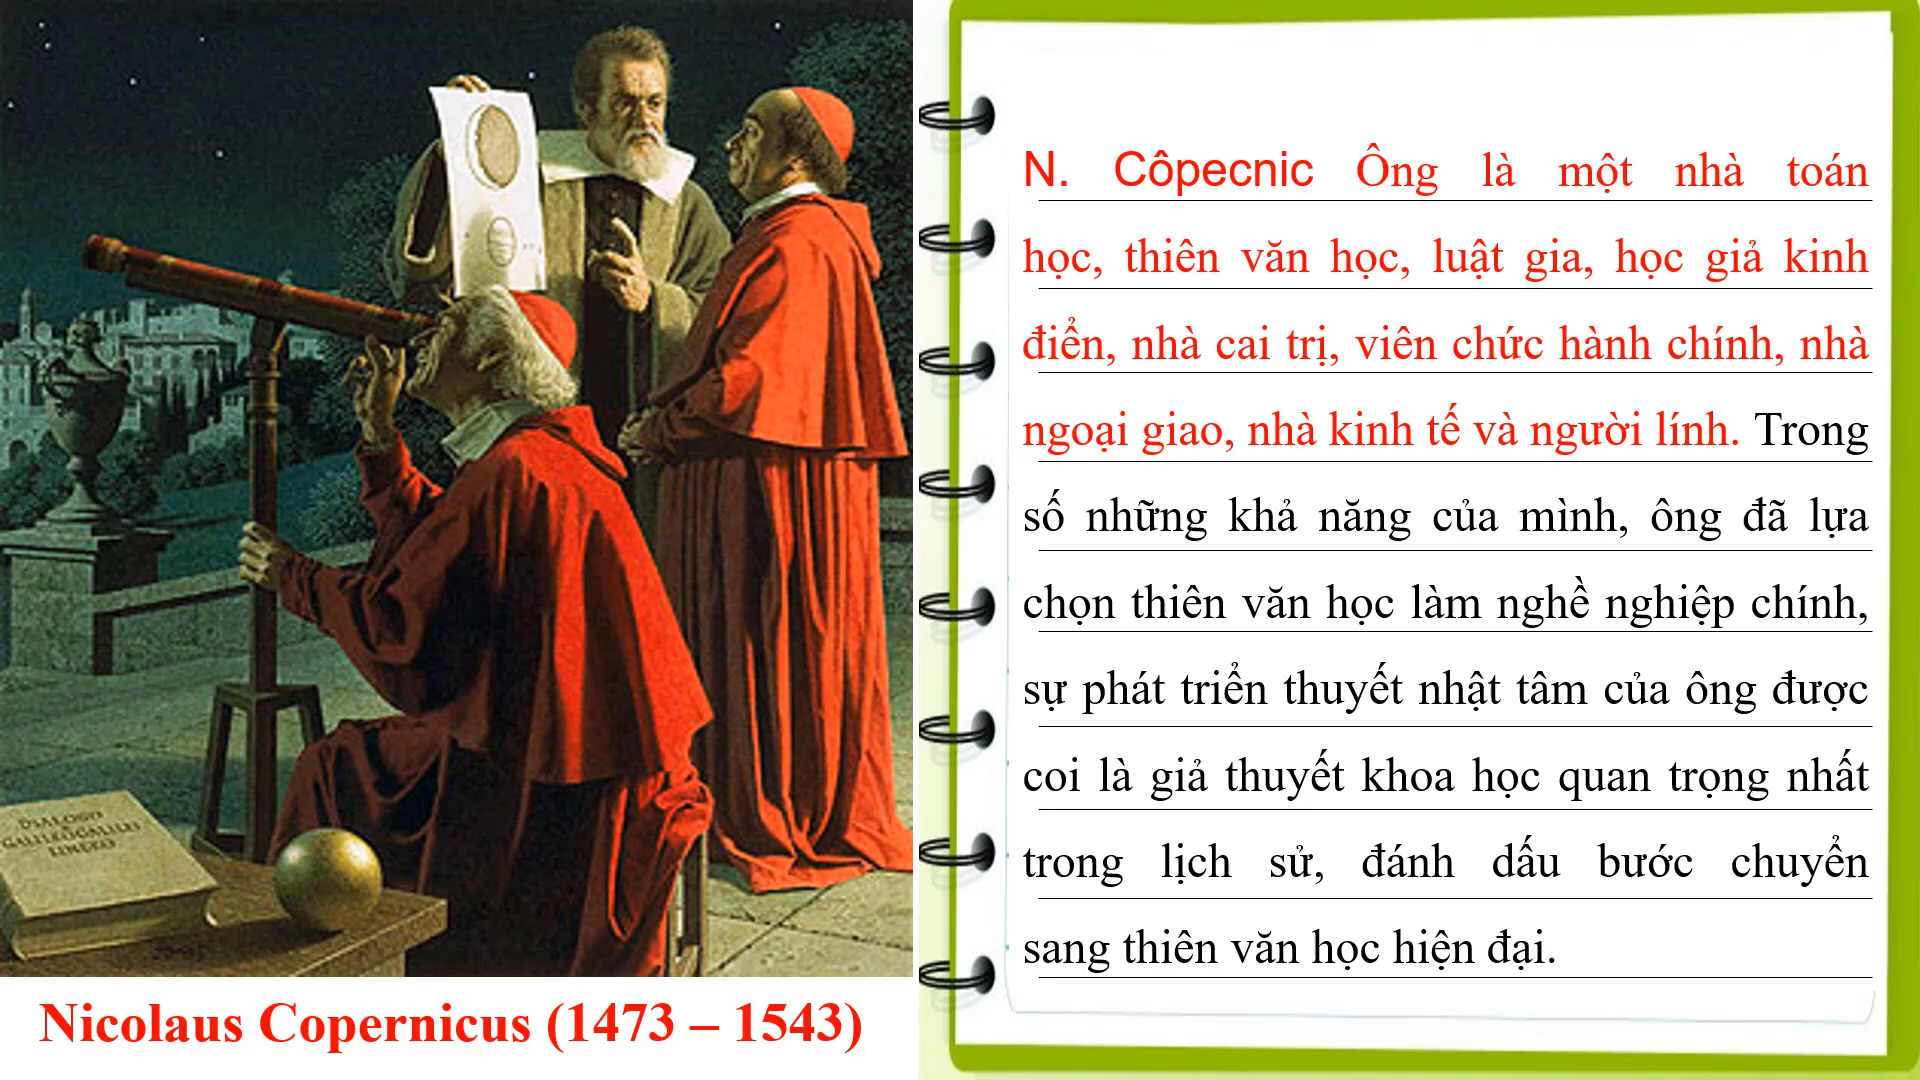 DIALOGO
GALILEO GALILEI
LINCEO
Nicolaus Copernicus (1473 – 1543)
N. Côpecnic Ông là một nhà toán
học, thiên văn học, luật gia, học giả kinh
điển, nhà cai trị, viên chức hành chính, nhà
ngoại giao, nhà kinh tế và người lính. Trong
số những khả năng của mình, ông đã lựa
chọn thiên văn học làm nghề nghiệp chính,
sự phát triển thuyết nhật tâm của ông được
coi là giả thuyết khoa học quan trọng nhất
trong lịch sử, đánh dấu bước chuyển
sang thiên văn học hiện đại.